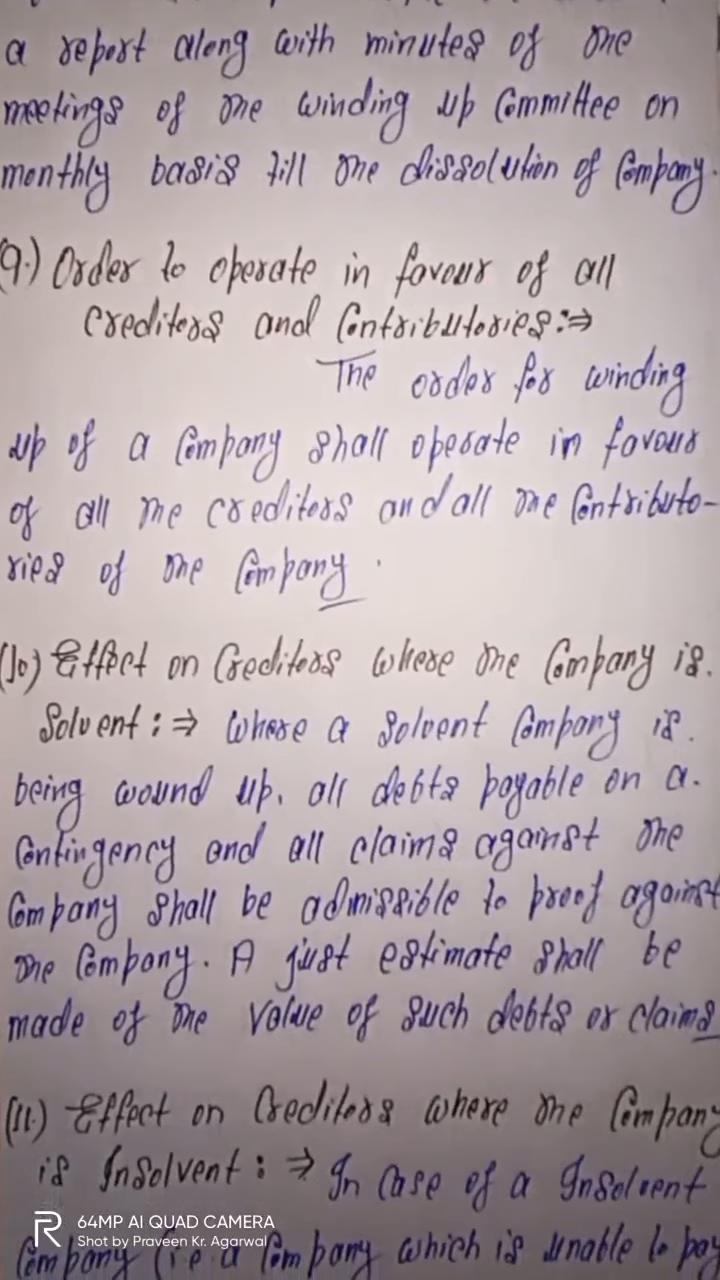 a report along with minutes of the
meetings of the winding up Committee on
monthly basis till the dissolution of Company.
(9.) Order to operate in favour of all
Creditors and Contributories :⇒
The order for winding
up of a Company shall operate in favour
of all the creditors and all the Contributo-
ries of the Company.
(10) Effect on Creditors where the Company is.
Solvent : ⇒ Where a Solvent Company is.
being wound up, all debts payable on a.
Contingency and all claims against the
Company shall be admissible to proof against
the Company. A just estimate shall be
made of the Value of such debts or claims
(11.) Effect on Creditors where the Company
is Insolvent : ⇒ In Case of a Insolvent
Company (i.e. a Company which is unable to pay
64MP AI QUAD CAMERA
Shot by Praveen Kr. Agarwal